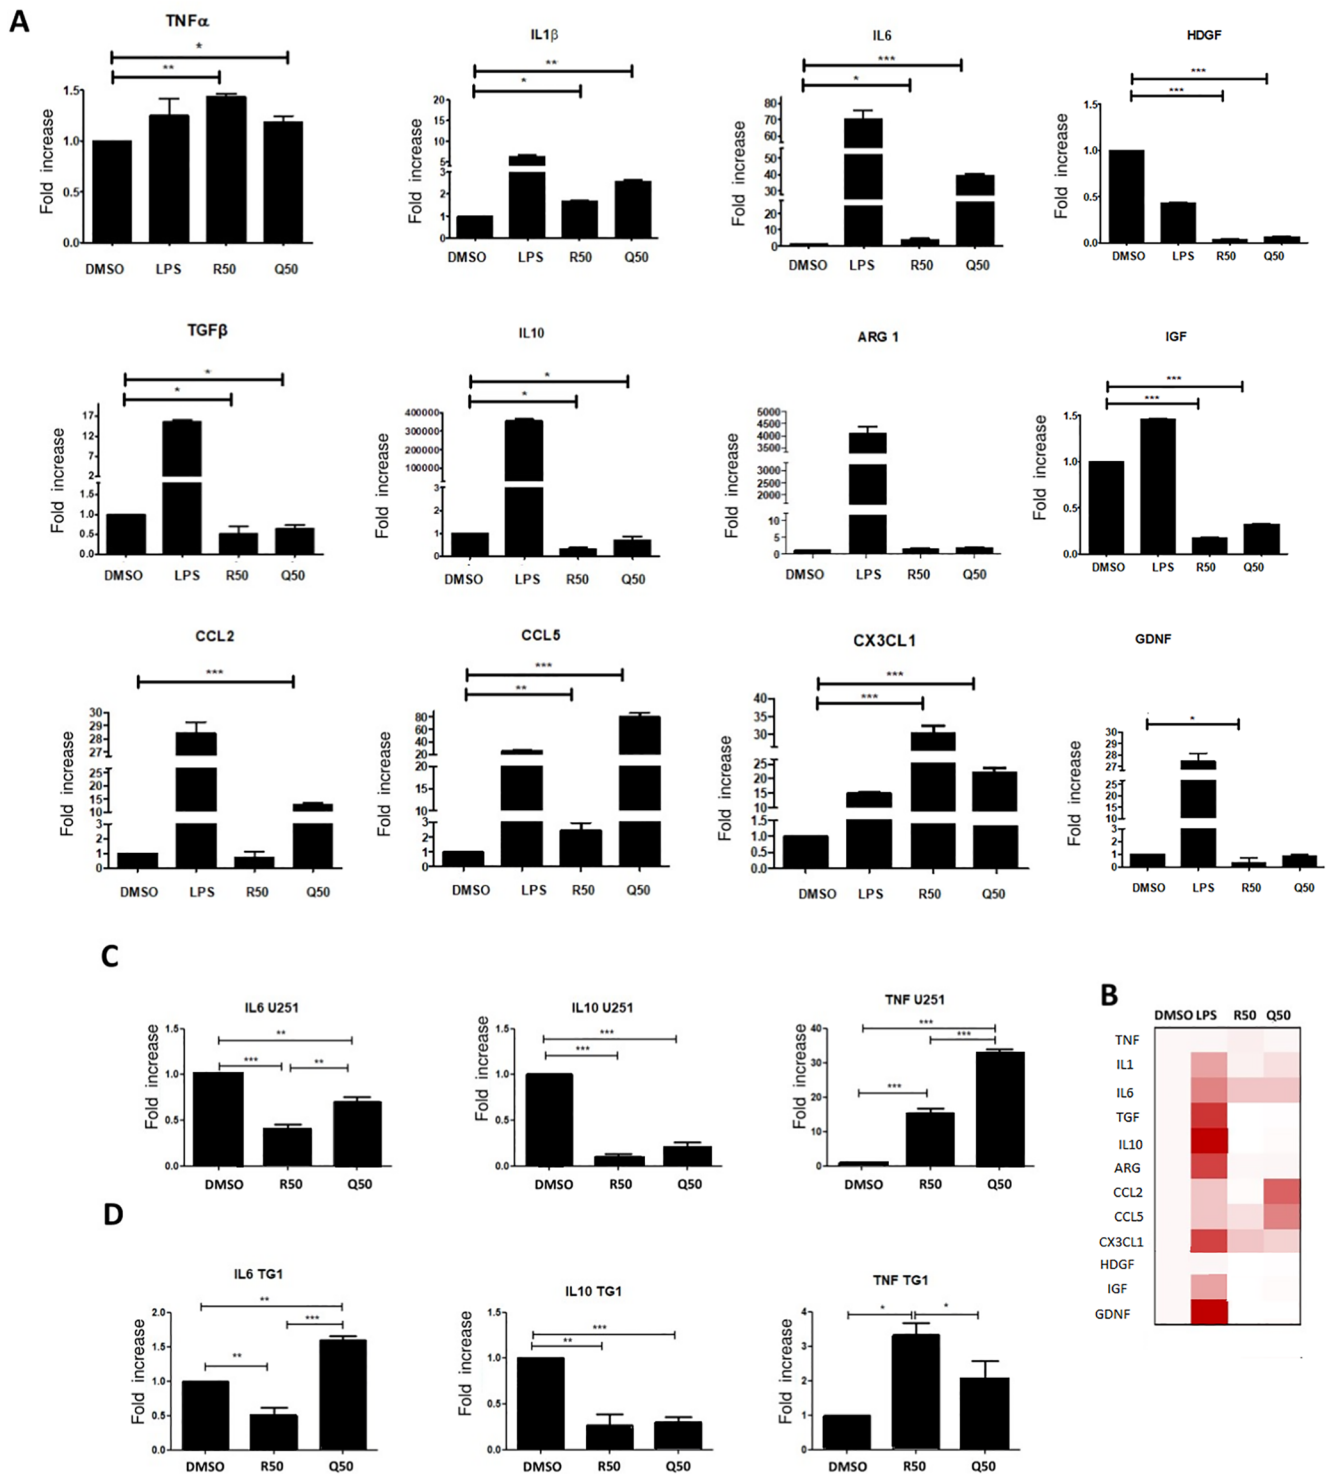 A
TNFα
*
**
Fold increase
1.5
1.0
0.5
0.0
DMSO LPS R50 Q50
IL1β
**
*
Fold increase
20
15
10
5
3
2
1
0
DMSO LPS R50 Q50
IL6
***
*
Fold increase
80
70
60
50
40
30
20
10
0
DMSO LPS R50 Q50
HDGF
***
***
Fold increase
1.5
1.0
0.5
0.0
DMSO LPS R50 Q50
TGFβ
*
*
Fold increase
17
12
7
2
1.5
1.0
0.5
0.0
DMSO LPS R50 Q50
IL10
*
*
Fold increase
400000
300000
200000
100000
3
2
1
0
DMSO LPS R50 Q50
ARG 1
Fold increase
5000
4500
4000
3500
3000
2500
2000
10
5
0
DMSO LPS R50 Q50
IGF
***
***
Fold increase
1.5
1.0
0.5
0.0
DMSO LPS R50 Q50
CCL2
***
Fold increase
30
29
28
27
25
20
15
10
3
2
1
0
DMSO LPS R50 Q50
CCL5
***
**
Fold increase
80
60
40
20
20
15
10
3
2
1
0
DMSO LPS R50 Q50
CX3CL1
***
***
Fold increase
40
35
30
25
20
15
10
1.5
1.0
0.5
0.0
DMSO LPS R50 Q50
GDNF
*
Fold increase
30
29
28
27
25
20
15
10
3
2
1
0
DMSO LPS R50 Q50
C
IL6 U251
**
*** **
Fold increase
1.5
1.0
0.5
0.0
DMSO R50 Q50
IL10 U251
***
***
Fold increase
1.5
1.0
0.5
0.0
DMSO R50 Q50
TNF U251
***
***
***
Fold increase
40
30
20
10
0
DMSO R50 Q50
B
DMSO LPS R50 Q50
TNF
IL1
IL6
TGF
IL10
ARG
CCL2
CCL5
CX3CL1
HDGF
IGF
GDNF
D
IL6 TG1
**
***
**
Fold increase
2.0
1.5
1.0
0.5
0.0
DMSO R50 Q50
IL10 TG1
***
**
Fold increase
1.5
1.0
0.5
0.0
DMSO R50 Q50
TNF TG1
* *
Fold increase
4
3
2
1
0
DMSO R50 Q50